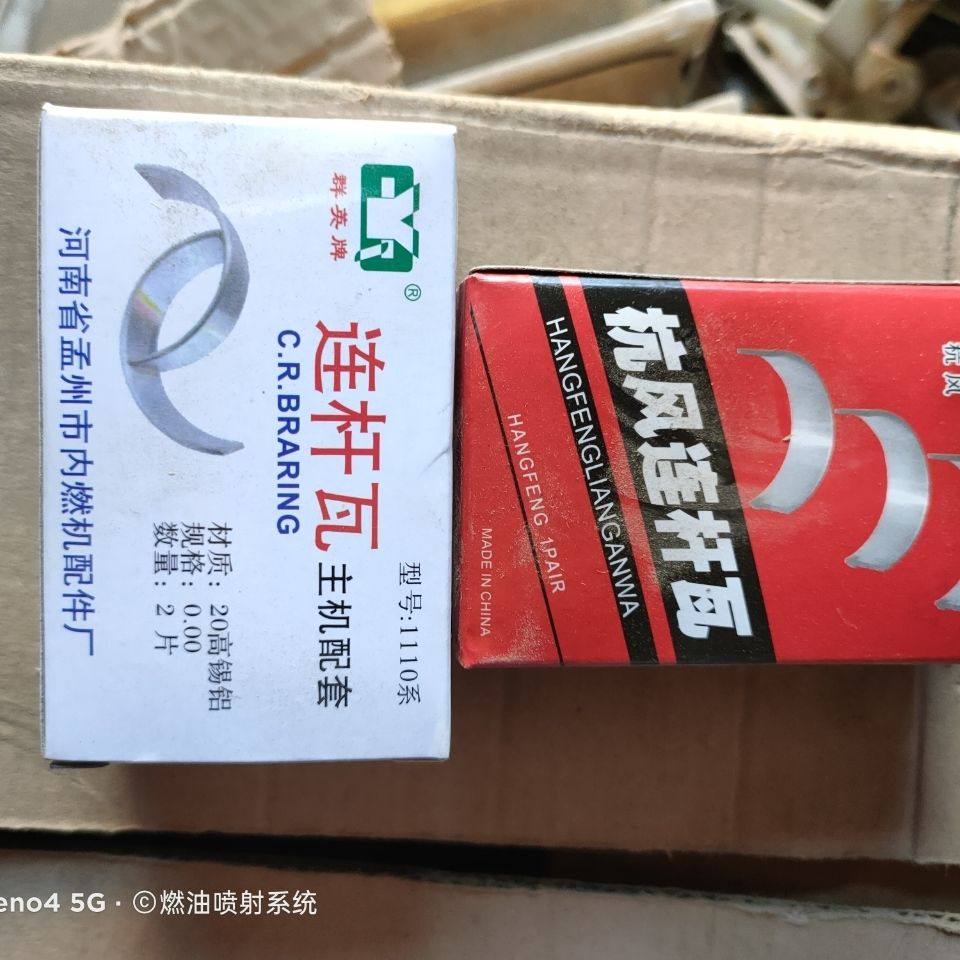 群英牌
®
连杆瓦
C.R.BRARING
主机配套
型号:1110系
材质: 20高锡铝
规格: 0.00
数量: 2 片
河南省孟州市内燃机配件厂
杭风
杭风连杆瓦
HANGFENGLIANGANWA
HANGFENG 1PAIR
MADE IN CHINA
eno4 5G · ©燃油喷射系统